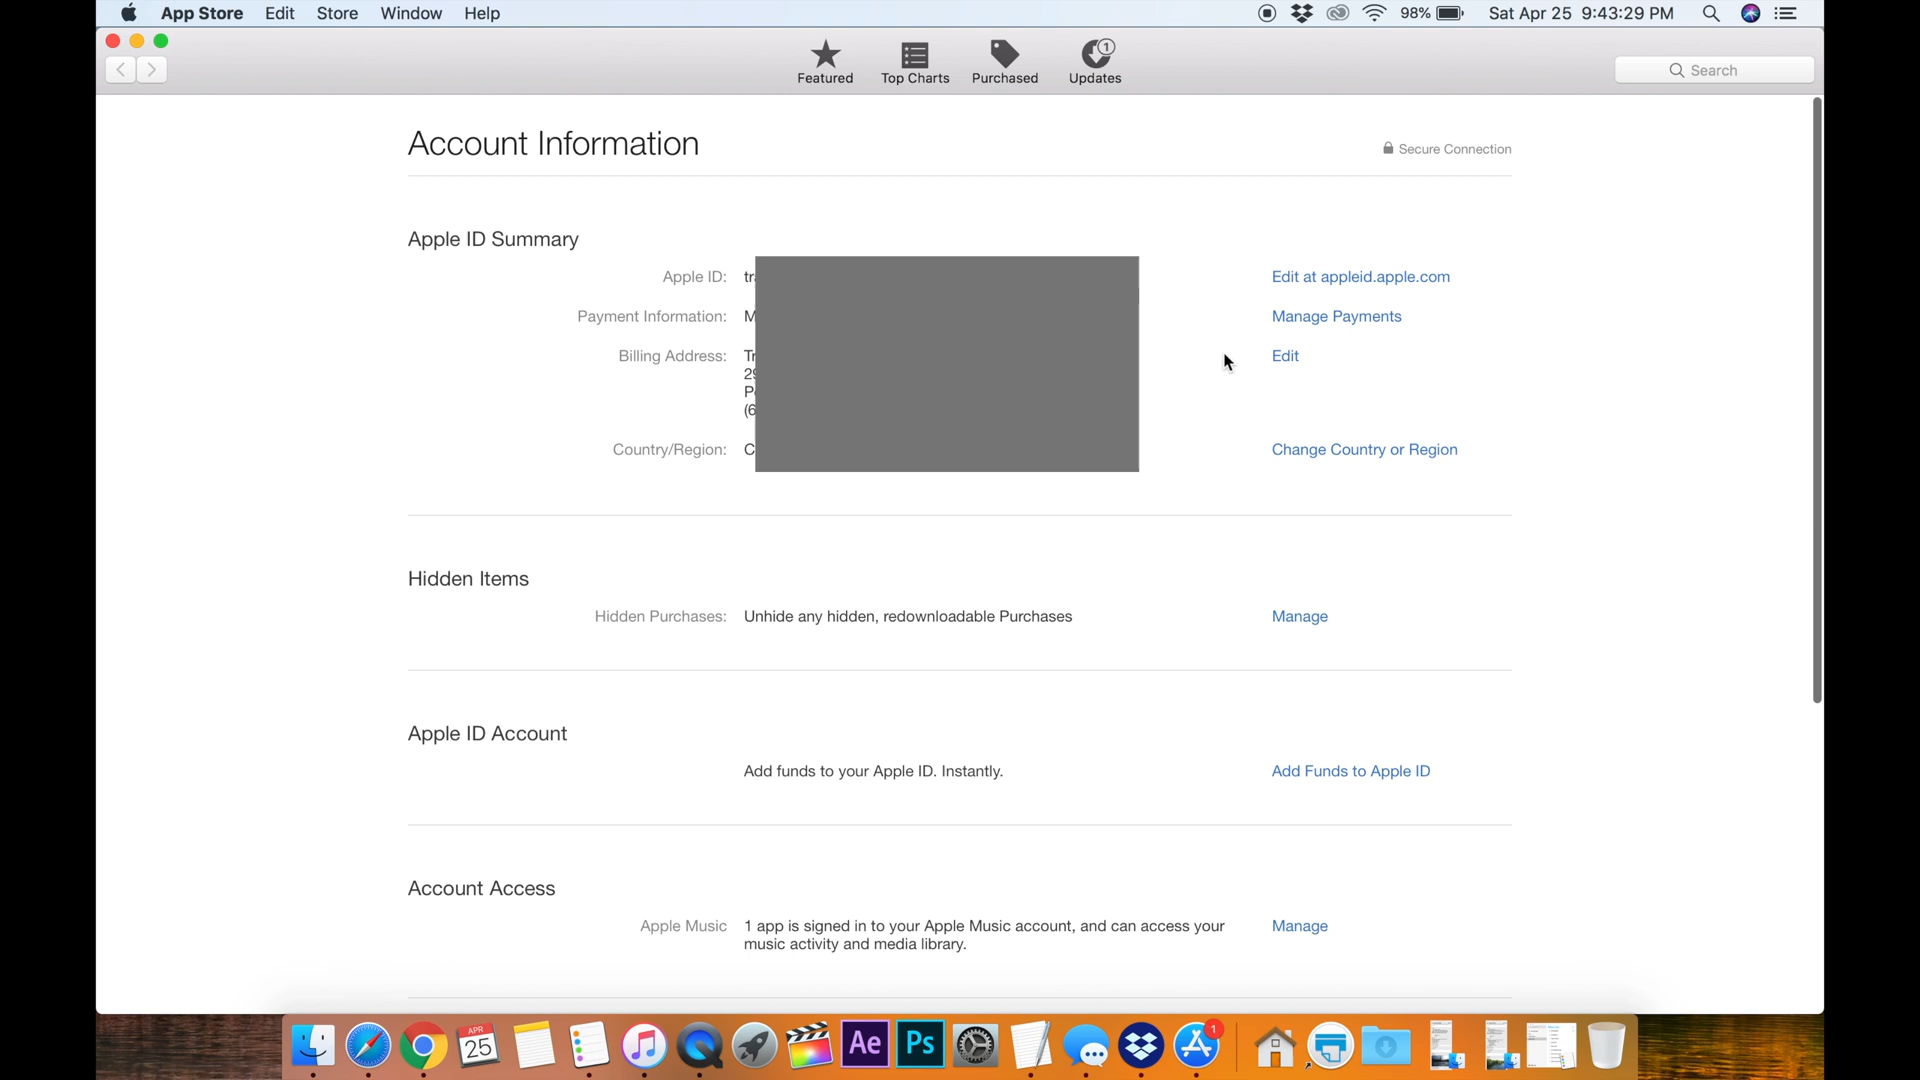 App Store Edit Store Window Help 98% Sat Apr 25 9:43:29 PM
Featured Top Charts Purchased Updates 1
Search
Account Information
Secure Connection
Apple ID Summary
Apple ID: Edit at appleid.apple.com
Payment Information: Manage Payments
Billing Address: Edit
Country/Region: Change Country or Region
Hidden Items
Hidden Purchases: Unhide any hidden, redownloadable Purchases Manage
Apple ID Account
Add funds to your Apple ID. Instantly. Add Funds to Apple ID
Account Access
Apple Music 1 app is signed in to your Apple Music account, and can access your Manage
music activity and media library.
APR
25
Ae Ps 1